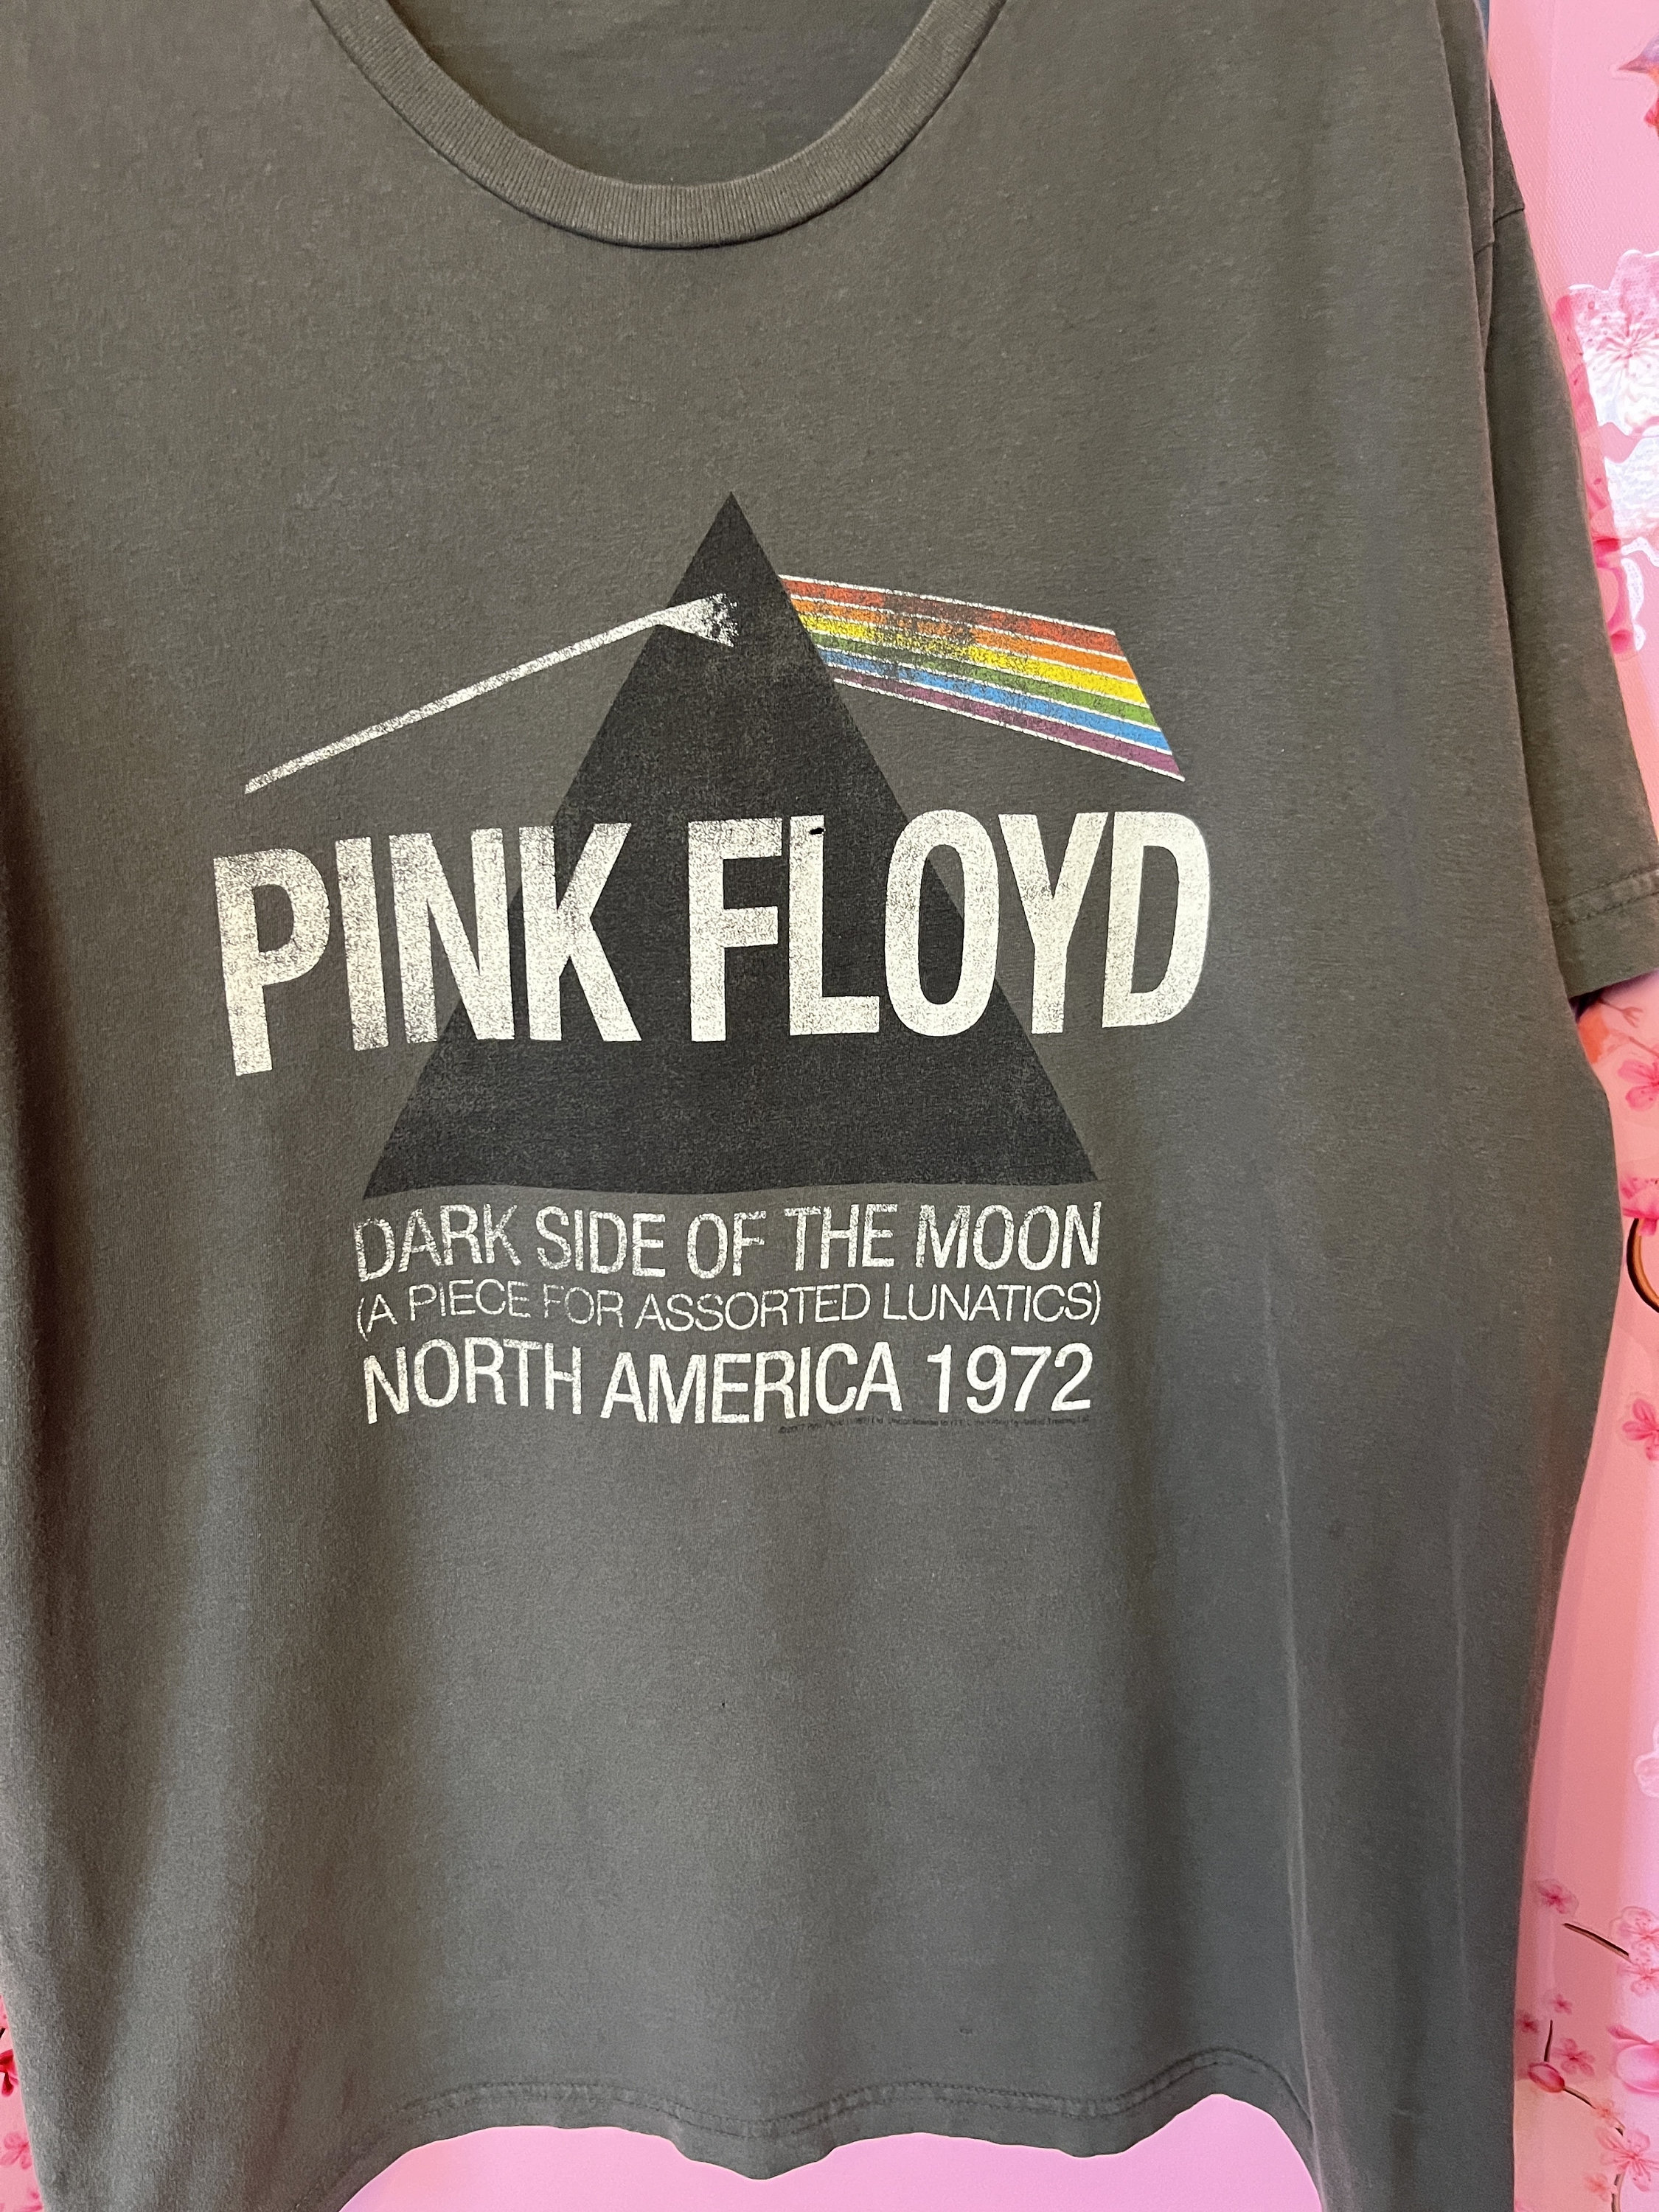 PINK FLOYD
DARK SIDE OF THE MOON
(A PIECE FOR ASSORTED LUNATICS)
NORTH AMERICA 1972